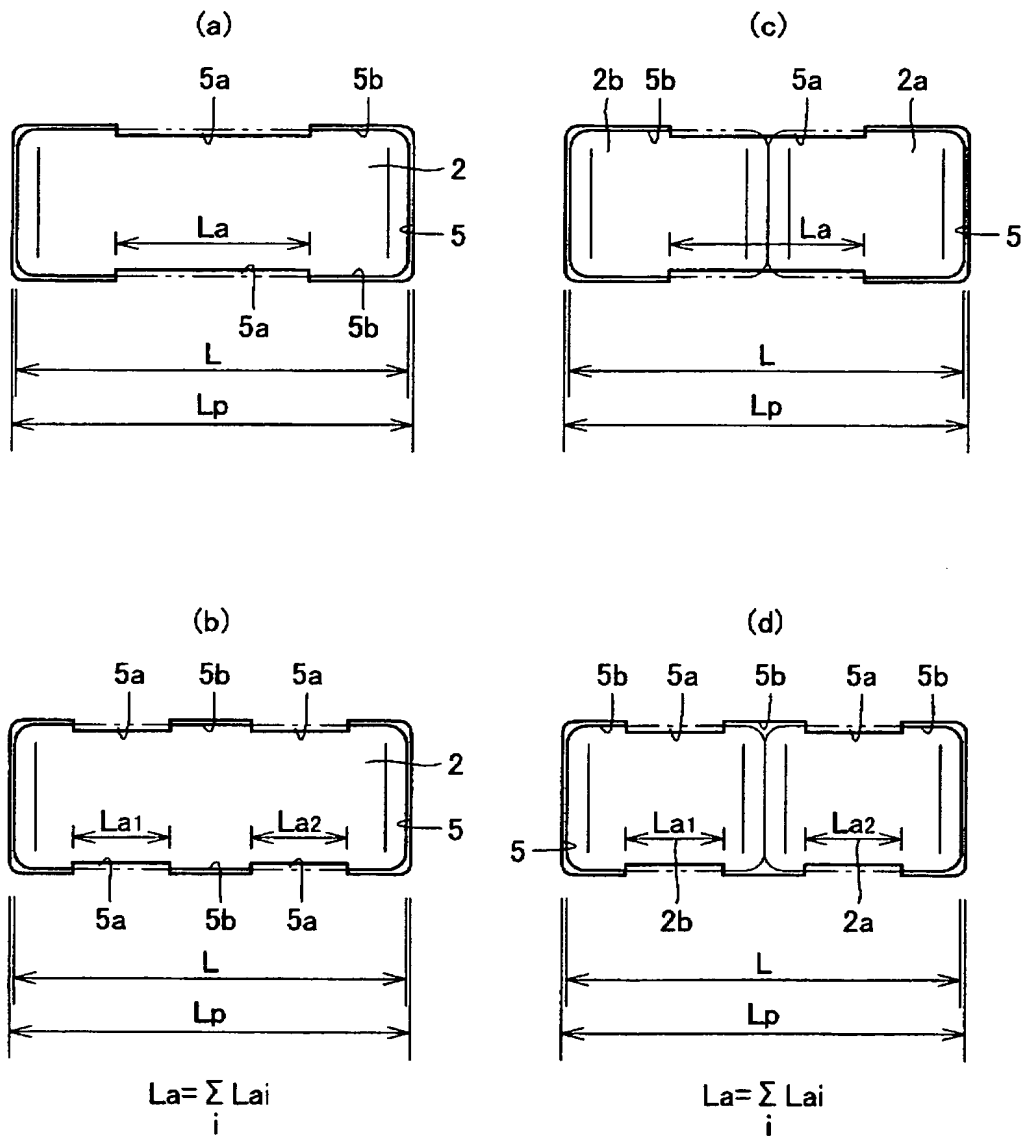 (a)
5a 5b
2
La
5
5a 5b
L
Lp
(c)
2b 5b 5a 2a
La
5
L
Lp
(b)
5a 5b 5a
2
La1 La2
5
5a 5b 5a
L
Lp
La= Σ Lai
i
(d)
5b 5a 5b 5a 5b
La1 La2
5
2b 2a
L
Lp
La= Σ Lai
i